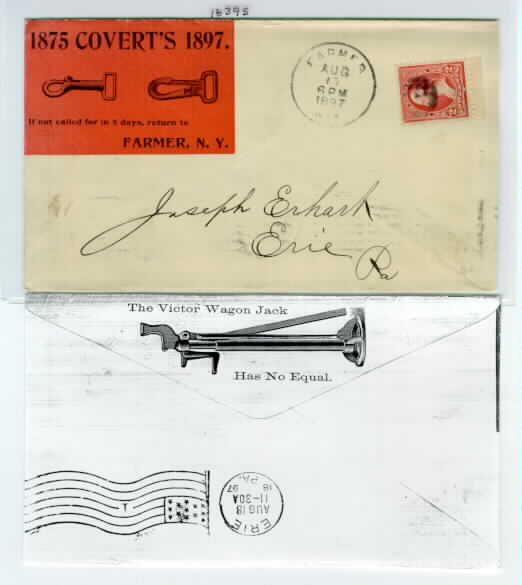 18395
1875 COVERT'S 1897.
If not called for in 5 days, return to
FARMER, N. Y.
FARMER
AUG
17
6 PM
1897
N.Y.
Joseph Erhart
Erie
Pa
The Victor Wagon Jack
Has No Equal.
ERIE
AUG 18
11-30A
97
PA.